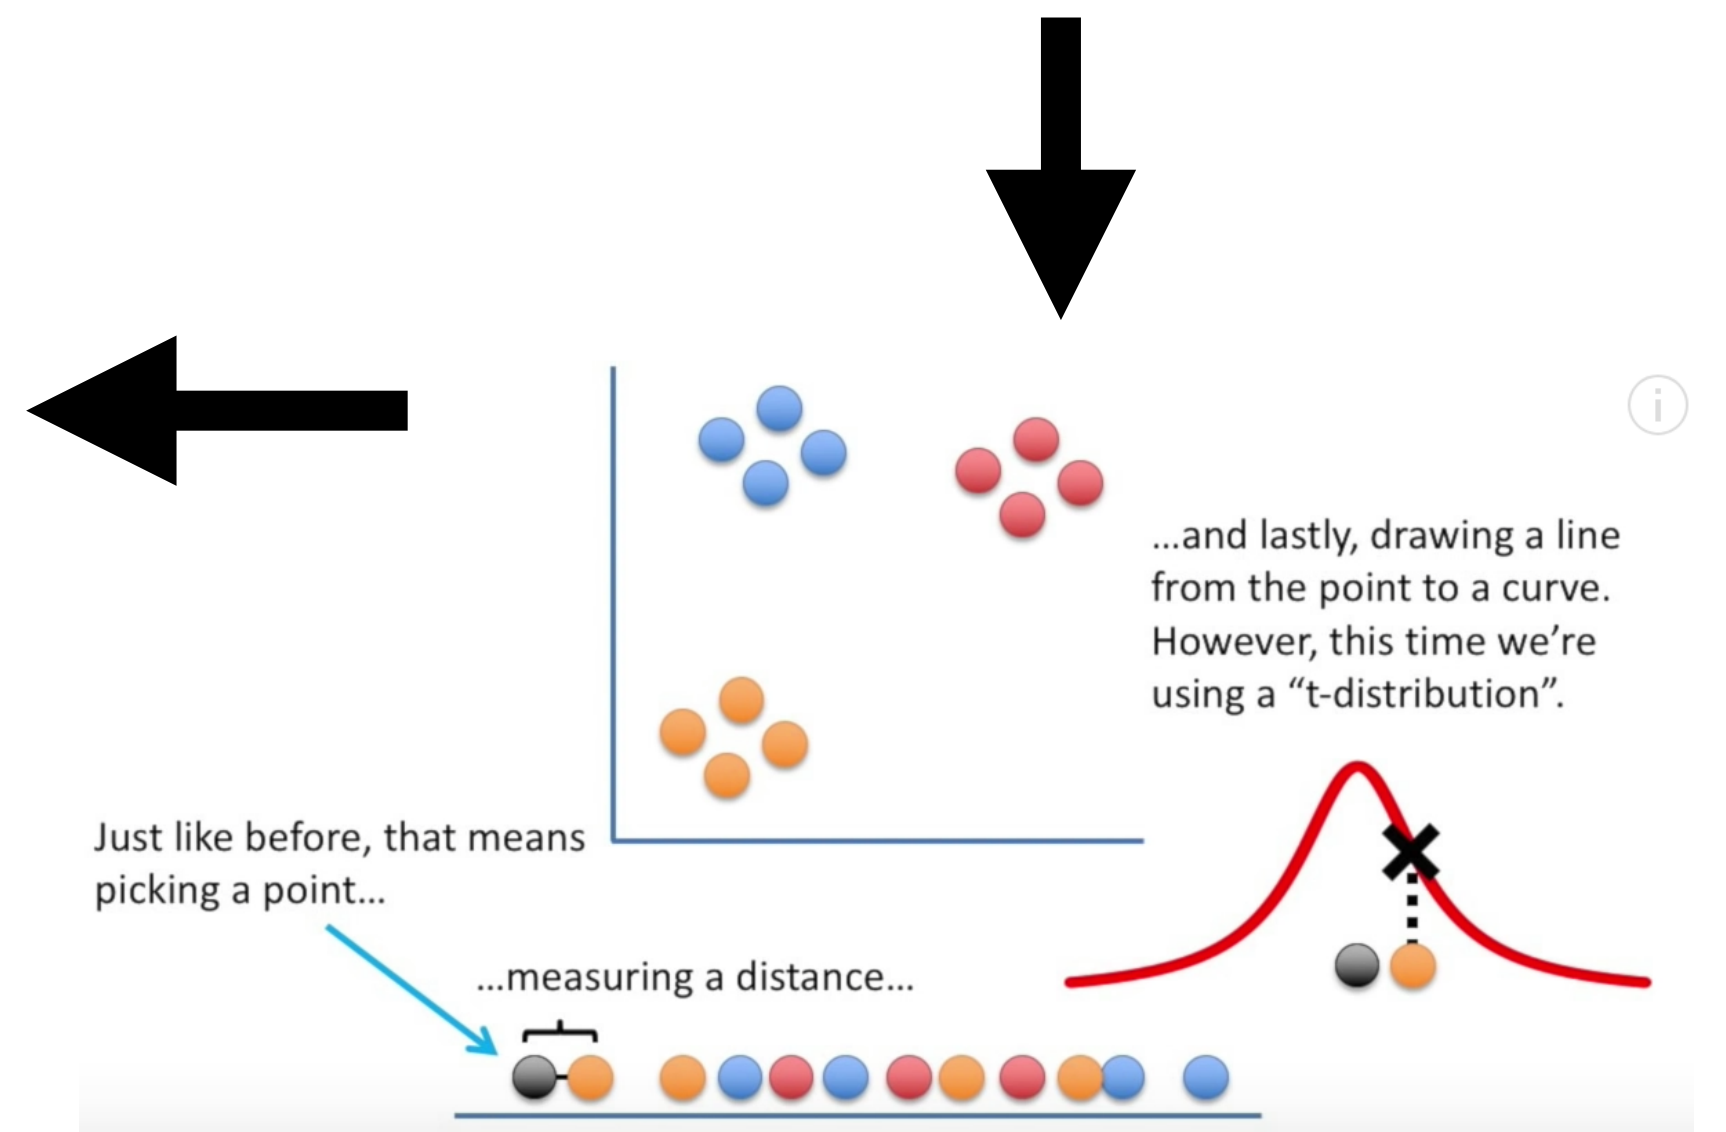 ...and lastly, drawing a line
from the point to a curve.
However, this time we’re
using a “t-distribution”.
Just like before, that means
picking a point...
...measuring a distance...
i